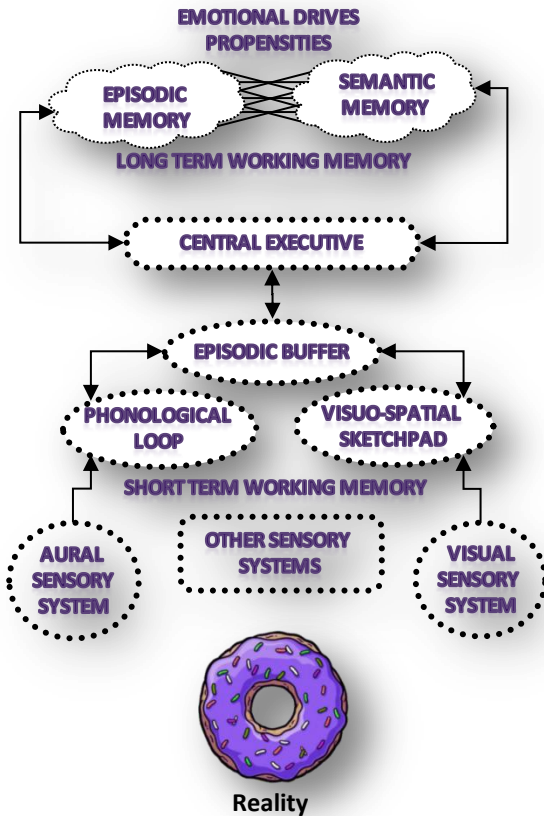 EMOTIONAL DRIVES
PROPENSITIES
EPISODIC
MEMORY
SEMANTIC
MEMORY
LONG TERM WORKING MEMORY
CENTRAL EXECUTIVE
EPISODIC BUFFER
PHONOLOGICAL
LOOP
VISUO-SPATIAL
SKETCHPAD
SHORT TERM WORKING MEMORY
AURAL
SENSORY
SYSTEM
OTHER SENSORY
SYSTEMS
VISUAL
SENSORY
SYSTEM
Reality